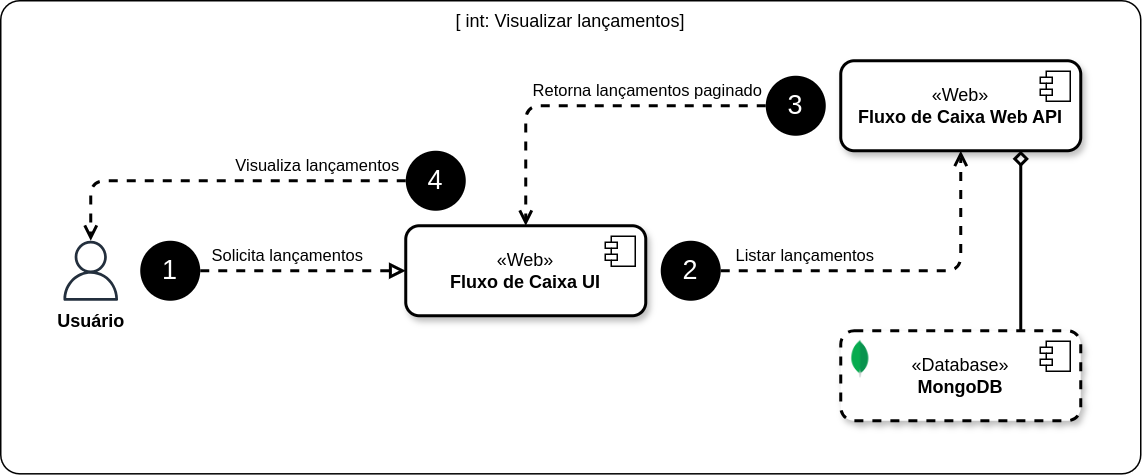 [ int: Visualizar lançamentos]
Retorna lançamentos paginado
3
«Web»
Fluxo de Caixa Web API
Visualiza lançamentos
4
1
Solicita lançamentos
«Web»
Fluxo de Caixa UI
2
Listar lançamentos
Usuário
«Database»
MongoDB